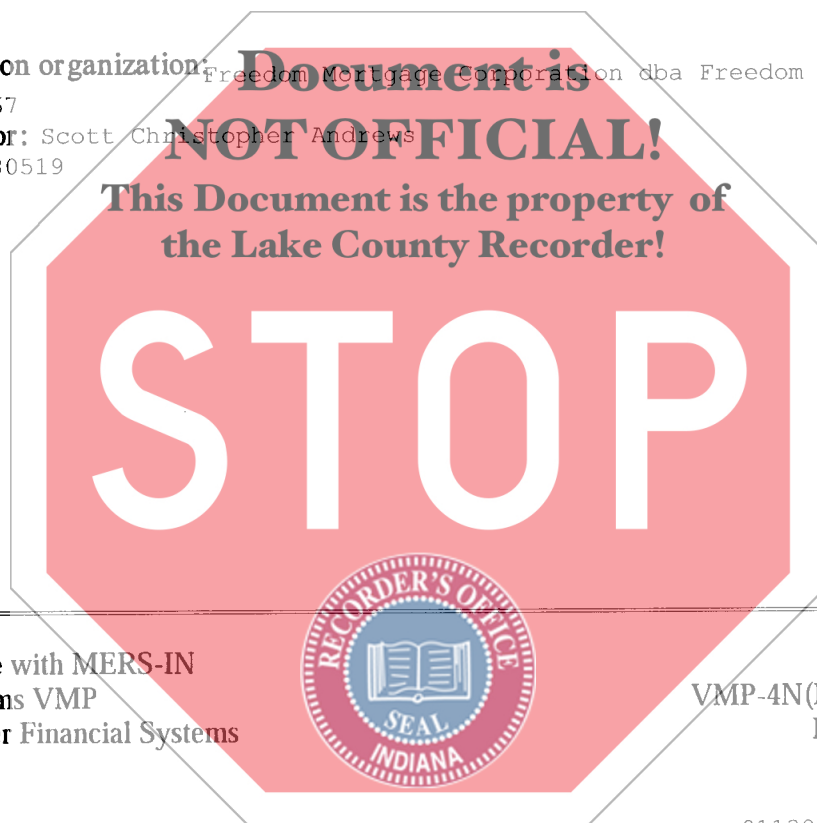 on organization: Freedom Mortgage Corporation dba Freedom
57
or: Scott Christopher Andrews
30519
Document is
NOT OFFICIAL!
This Document is the property of
the Lake County Recorder!
STOP
RECORDER'S OFFICE
SEAL
INDIANA
with MERS-IN
ms VMP
r Financial Systems
VMP-4N(